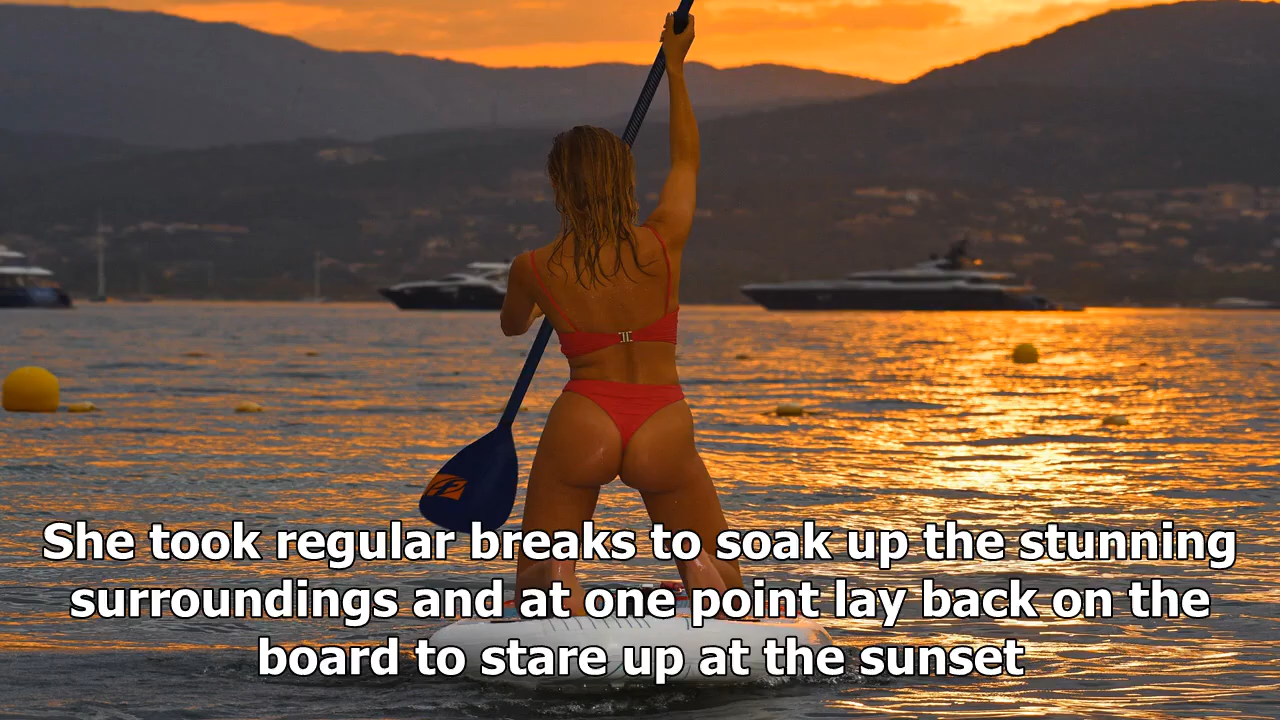 She took regular breaks to soak up the stunning
surroundings and at one point lay back on the
board to stare up at the sunset